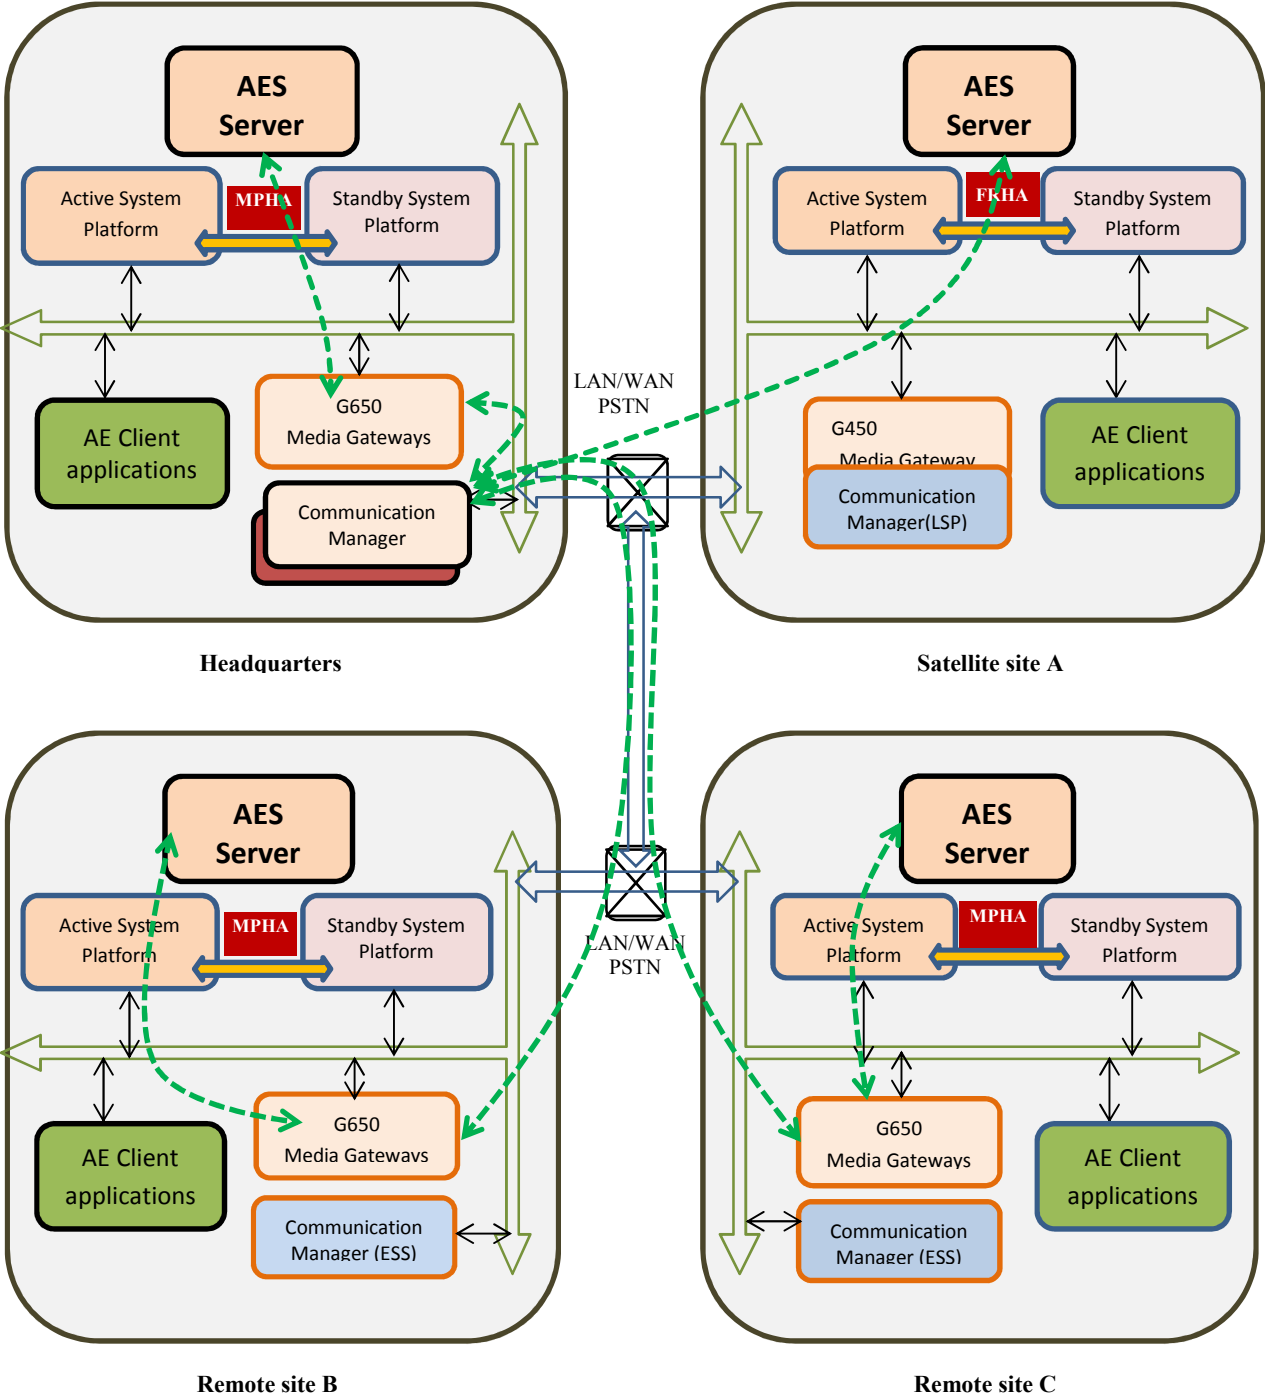 AES
Server
Active System
Platform
MPHA
Standby System
Platform
G650
Media Gateways
AE Client
applications
Communication
Manager
Headquarters
LAN/WAN
PSTN
AES
Server
Active System
Platform
FRHA
Standby System
Platform
G450
Media Gateway
Communication
Manager(LSP)
AE Client
applications
Satellite site A
AES
Server
Active System
Platform
MPHA
Standby System
Platform
G650
Media Gateways
AE Client
applications
Communication
Manager (ESS)
Remote site B
LAN/WAN
PSTN
AES
Server
Active System
Platform
MPHA
Standby System
Platform
G650
Media Gateways
Communication
Manager (ESS)
AE Client
applications
Remote site C